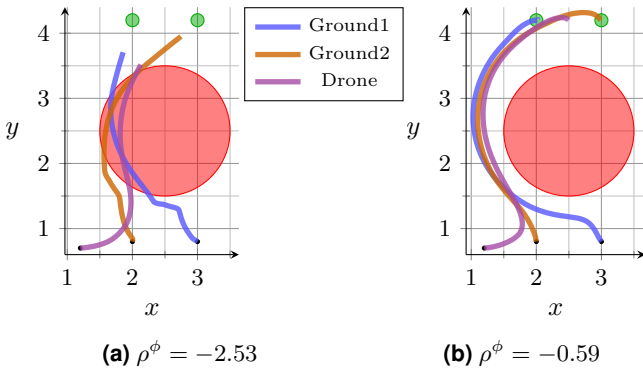 4
3
2
1
y
1 2 3
x
Ground1
Ground2
Drone
4
3
2
1
y
1 2 3
x
(a) ρ^ϕ = −2.53
(b) ρ^ϕ = −0.59